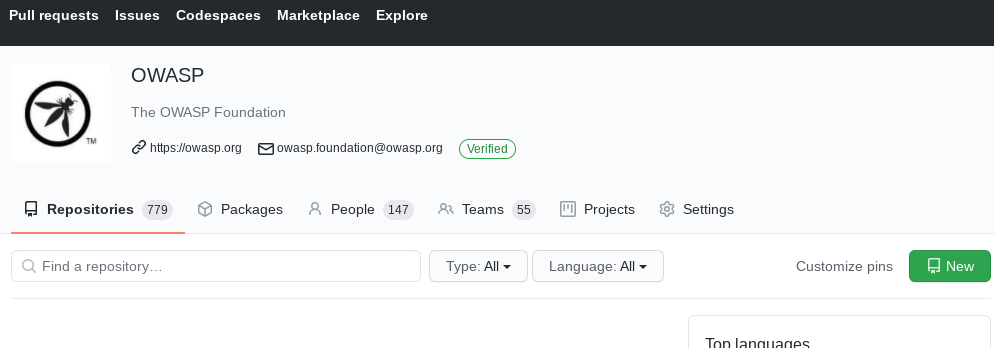 Pull requests Issues Codespaces Marketplace Explore
OWASP
The OWASP Foundation
TM
https://owasp.org owasp.foundation@owasp.org Verified
Repositories 779 Packages People 147 Teams 55 Projects Settings
Find a repository… Type: All Language: All Customize pins New
Top languages